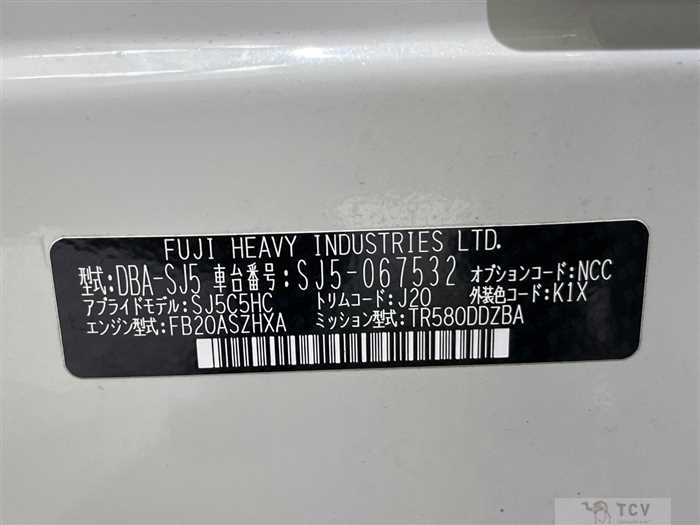 FUJI HEAVY INDUSTRIES LTD.
型式:DBA-SJ5 車台番号:SJ5-067532 オプションコード:NCC
アプライドモデル:SJ5C5HC トリムコード:J20 外装色コード:K1X
エンジン型式:FB20ASZHXA ミッション型式:TR580DDZBA
TCV